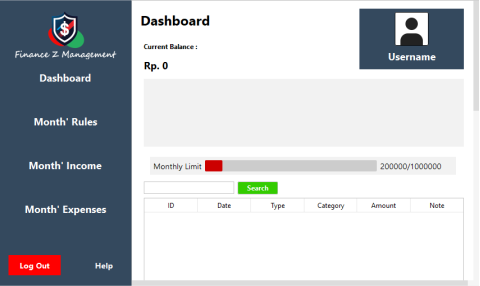 Finance Z Management
Dashboard
Month' Rules
Month' Income
Month' Expenses
Log Out
Help
Dashboard
Current Balance :
Rp. 0
Username
Monthly Limit
200000/1000000
Search
ID Date Type Category Amount Note